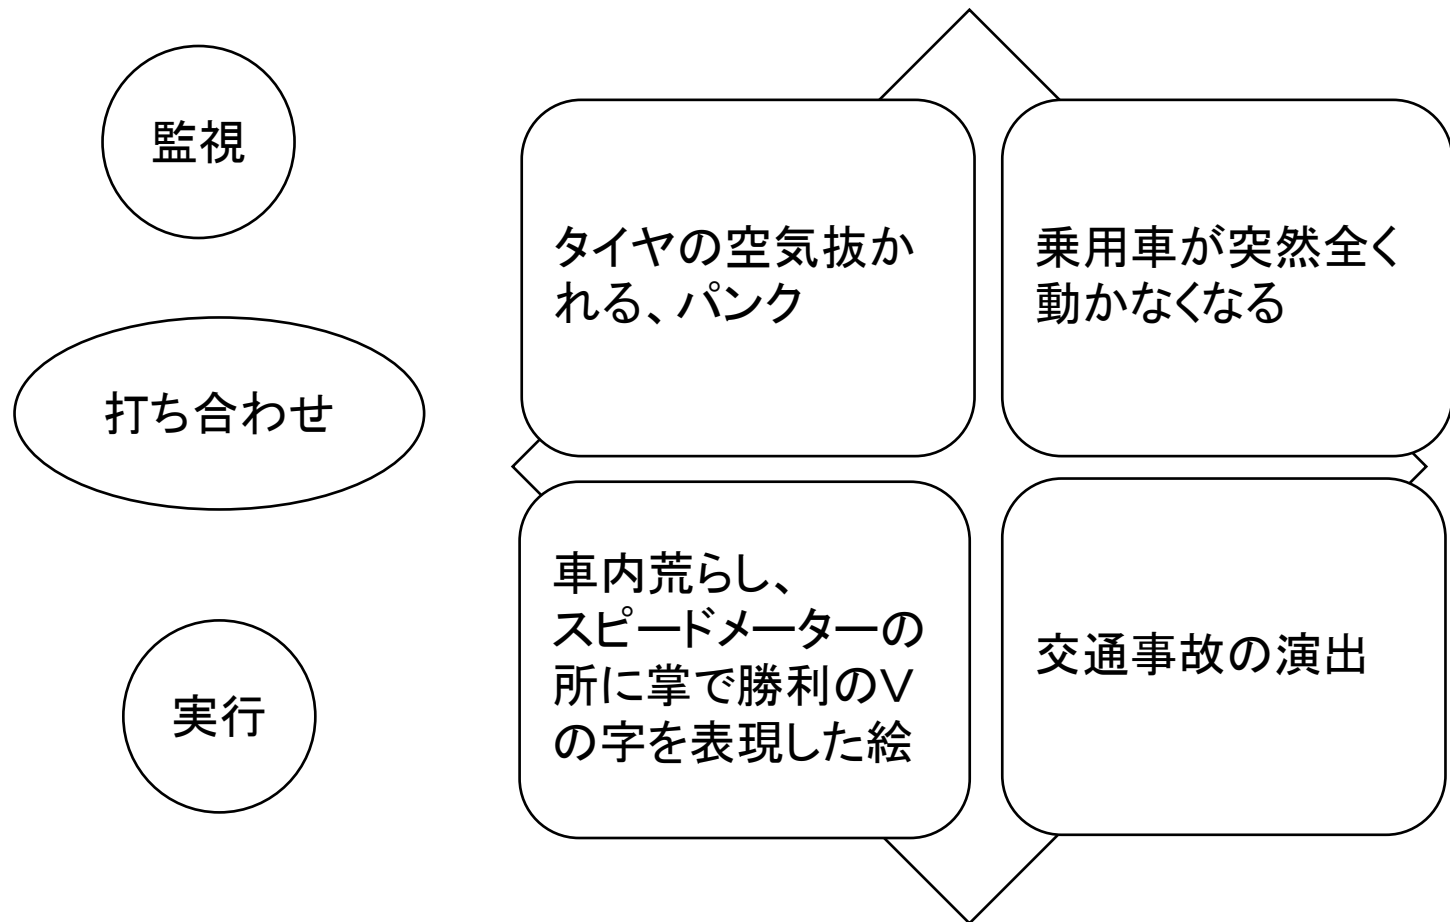 監視
打ち合わせ
実行
タイヤの空気抜か
れる、パンク
乗用車が突然全く
動かなくなる
車内荒らし、
スピードメーターの
所に掌で勝利のV
の字を表現した絵
交通事故の演出